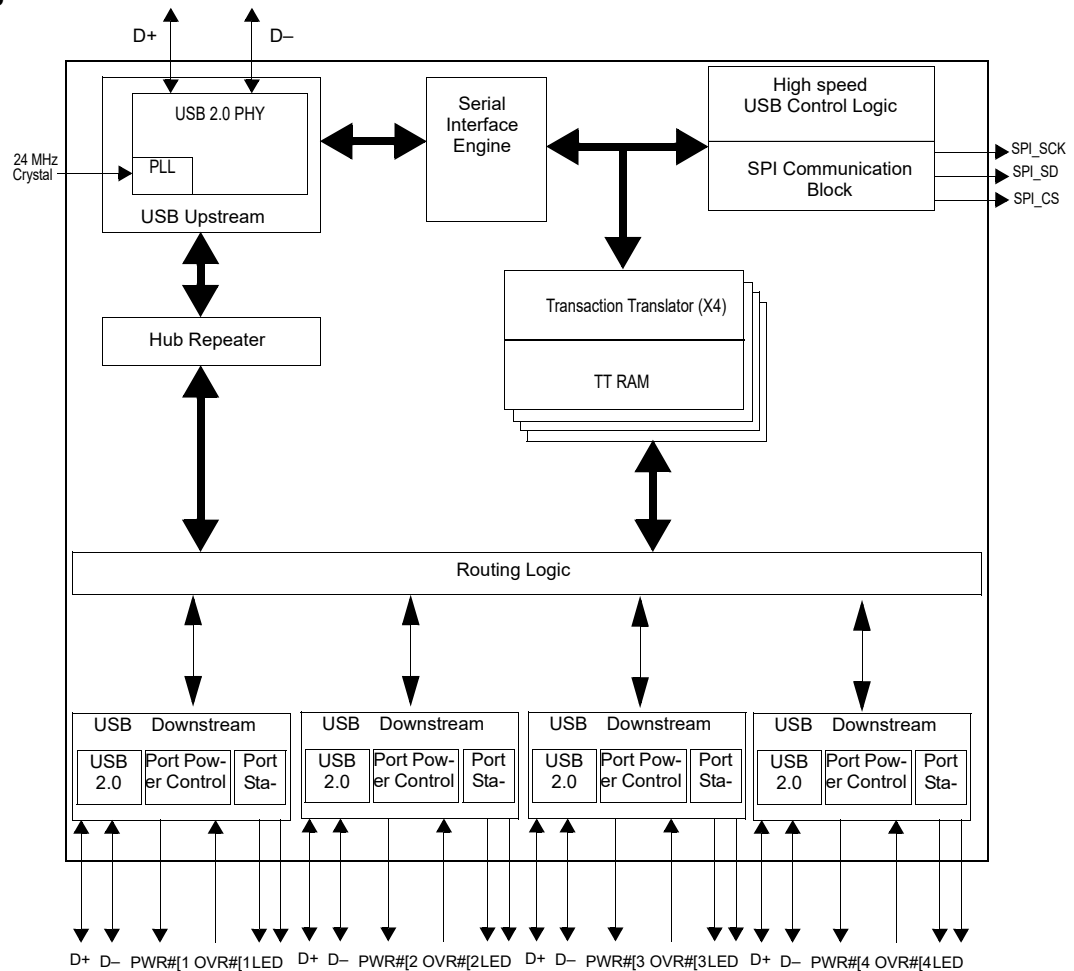 D+ D–
USB 2.0 PHY
PLL
USB Upstream
24 MHz
Crystal
Serial
Interface
Engine
High speed
USB Control Logic
SPI Communication
Block
SPI_SCK
SPI_SD
SPI_CS
Hub Repeater
Transaction Translator (X4)
TT RAM
Routing Logic
USB Downstream
USB
2.0
Port Pow-
er Control
Port
Sta-
USB Downstream
USB
2.0
Port Pow-
er Control
Port
Sta-
USB Downstream
USB
2.0
Port Pow-
er Control
Port
Sta-
USB Downstream
USB
2.0
Port Pow-
er Control
Port
Sta-
D+ D– PWR#[1 OVR#[1LED D+ D– PWR#[2 OVR#[2LED D+ D– PWR#[3 OVR#[3LED D+ D– PWR#[4 OVR#[4LED